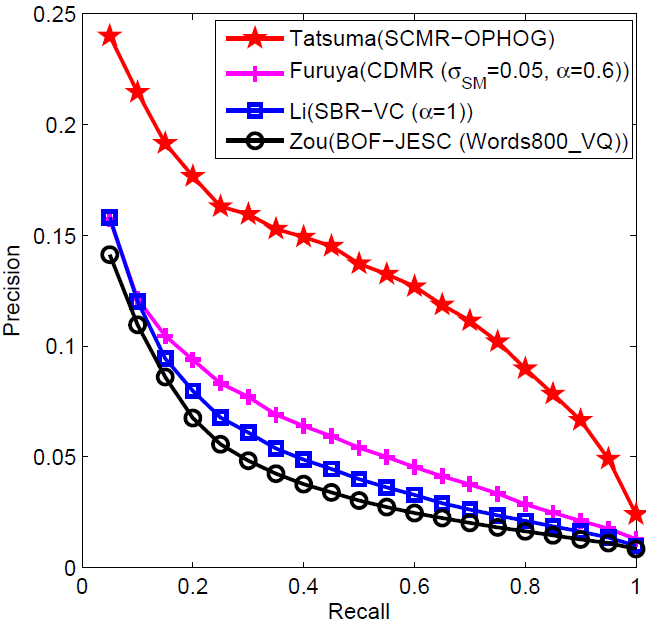 0.25
0.2
0.15
0.1
0.05
0
Precision
Tatsuma(SCMR−OPHOG)
Furuya(CDMR (σSM=0.05, α=0.6))
Li(SBR−VC (α=1))
Zou(BOF−JESC (Words800_VQ))
0 0.2 0.4 0.6 0.8 1
Recall